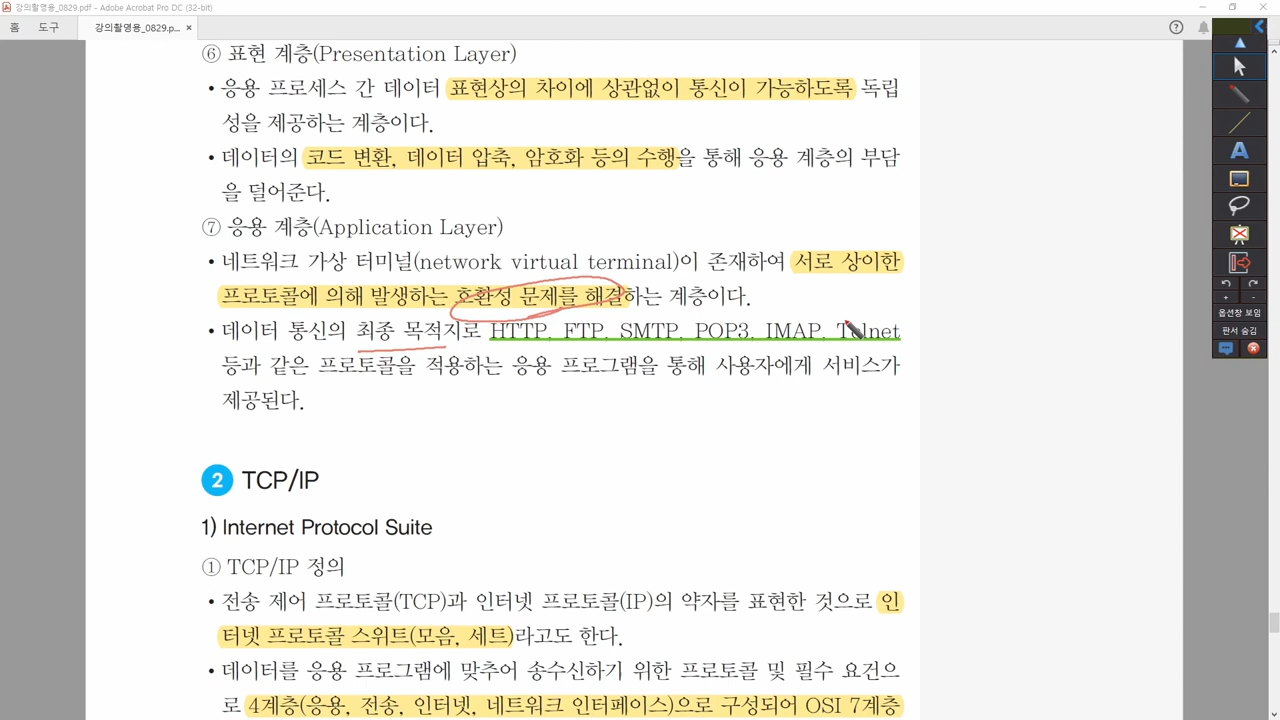 강의촬영용_0829.pdf - Adobe Acrobat Pro DC (32-bit)
홈 도구 강의촬영용_0829.p... ×
⑥ 표현 계층(Presentation Layer)
• 응용 프로세스 간 데이터 표현상의 차이에 상관없이 통신이 가능하도록 독립
성을 제공하는 계층이다.
• 데이터의 코드 변환, 데이터 압축, 암호화 등의 수행을 통해 응용 계층의 부담
을 덜어준다.
⑦ 응용 계층(Application Layer)
• 네트워크 가상 터미널(network virtual terminal)이 존재하여 서로 상이한
프로토콜에 의해 발생하는 호환성 문제를 해결하는 계층이다.
• 데이터 통신의 최종 목적지로 HTTP, FTP, SMTP, POP3, IMAP, Telnet
등과 같은 프로토콜을 적용하는 응용 프로그램을 통해 사용자에게 서비스가
제공된다.
2 TCP/IP
1) Internet Protocol Suite
① TCP/IP 정의
• 전송 제어 프로토콜(TCP)과 인터넷 프로토콜(IP)의 약자를 표현한 것으로 인
터넷 프로토콜 스위트(모음, 세트)라고도 한다.
• 데이터를 응용 프로그램에 맞추어 송수신하기 위한 프로토콜 및 필수 요건으
로 4계층(응용, 전송, 인터넷, 네트워크 인터페이스)으로 구성되어 OSI 7계층
A
옵션창 보임
판서 숨김